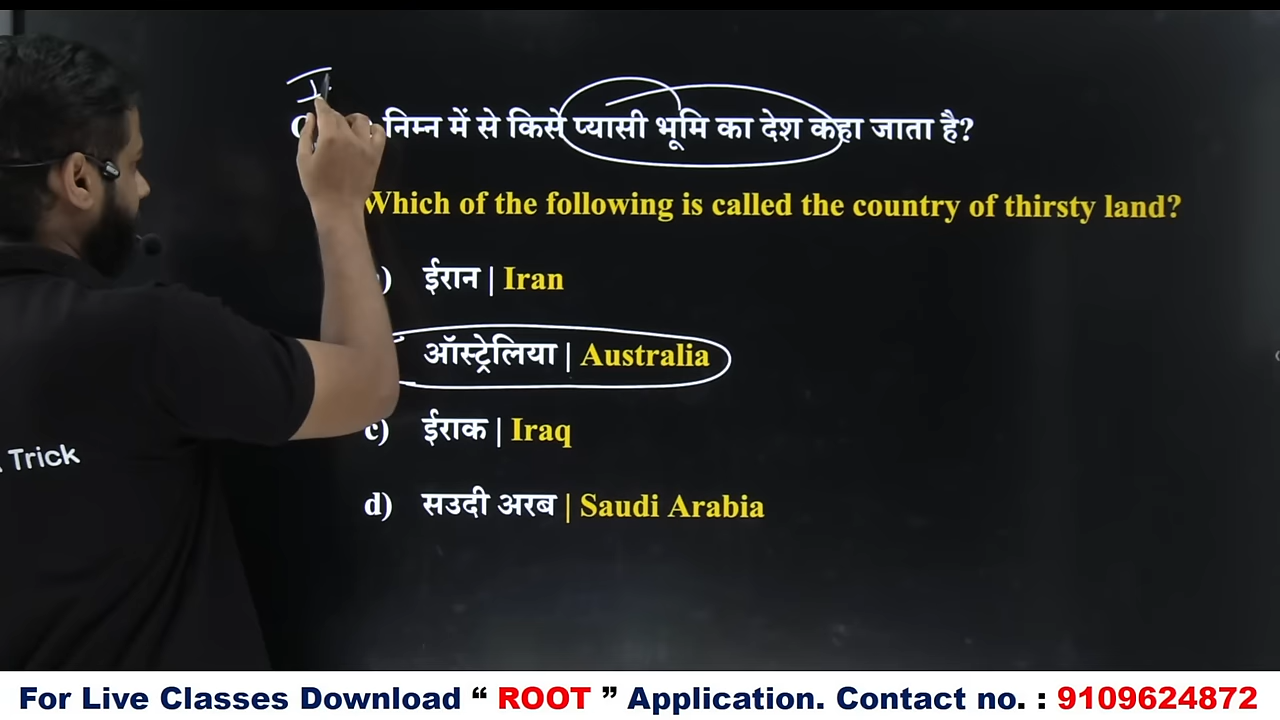 निम्न में से किसे प्यासी भूमि का देश कहा जाता है?
Which of the following is called the country of thirsty land?
ईरान | Iran
ऑस्ट्रेलिया | Australia
c) ईराक | Iraq
d) सउदी अरब | Saudi Arabia
Trick
For Live Classes Download “ ROOT ” Application. Contact no. : 9109624872